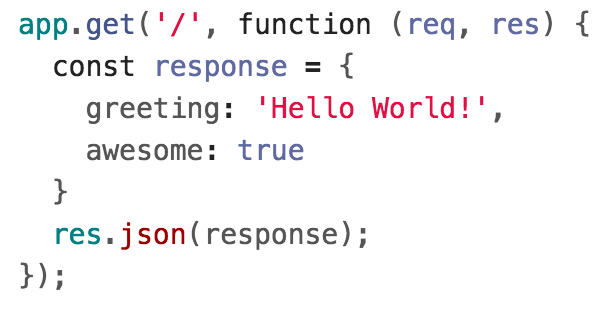 app.get('/', function (req, res) {
  const response = {
    greeting: 'Hello World!',
    awesome: true
  }
  res.json(response);
});